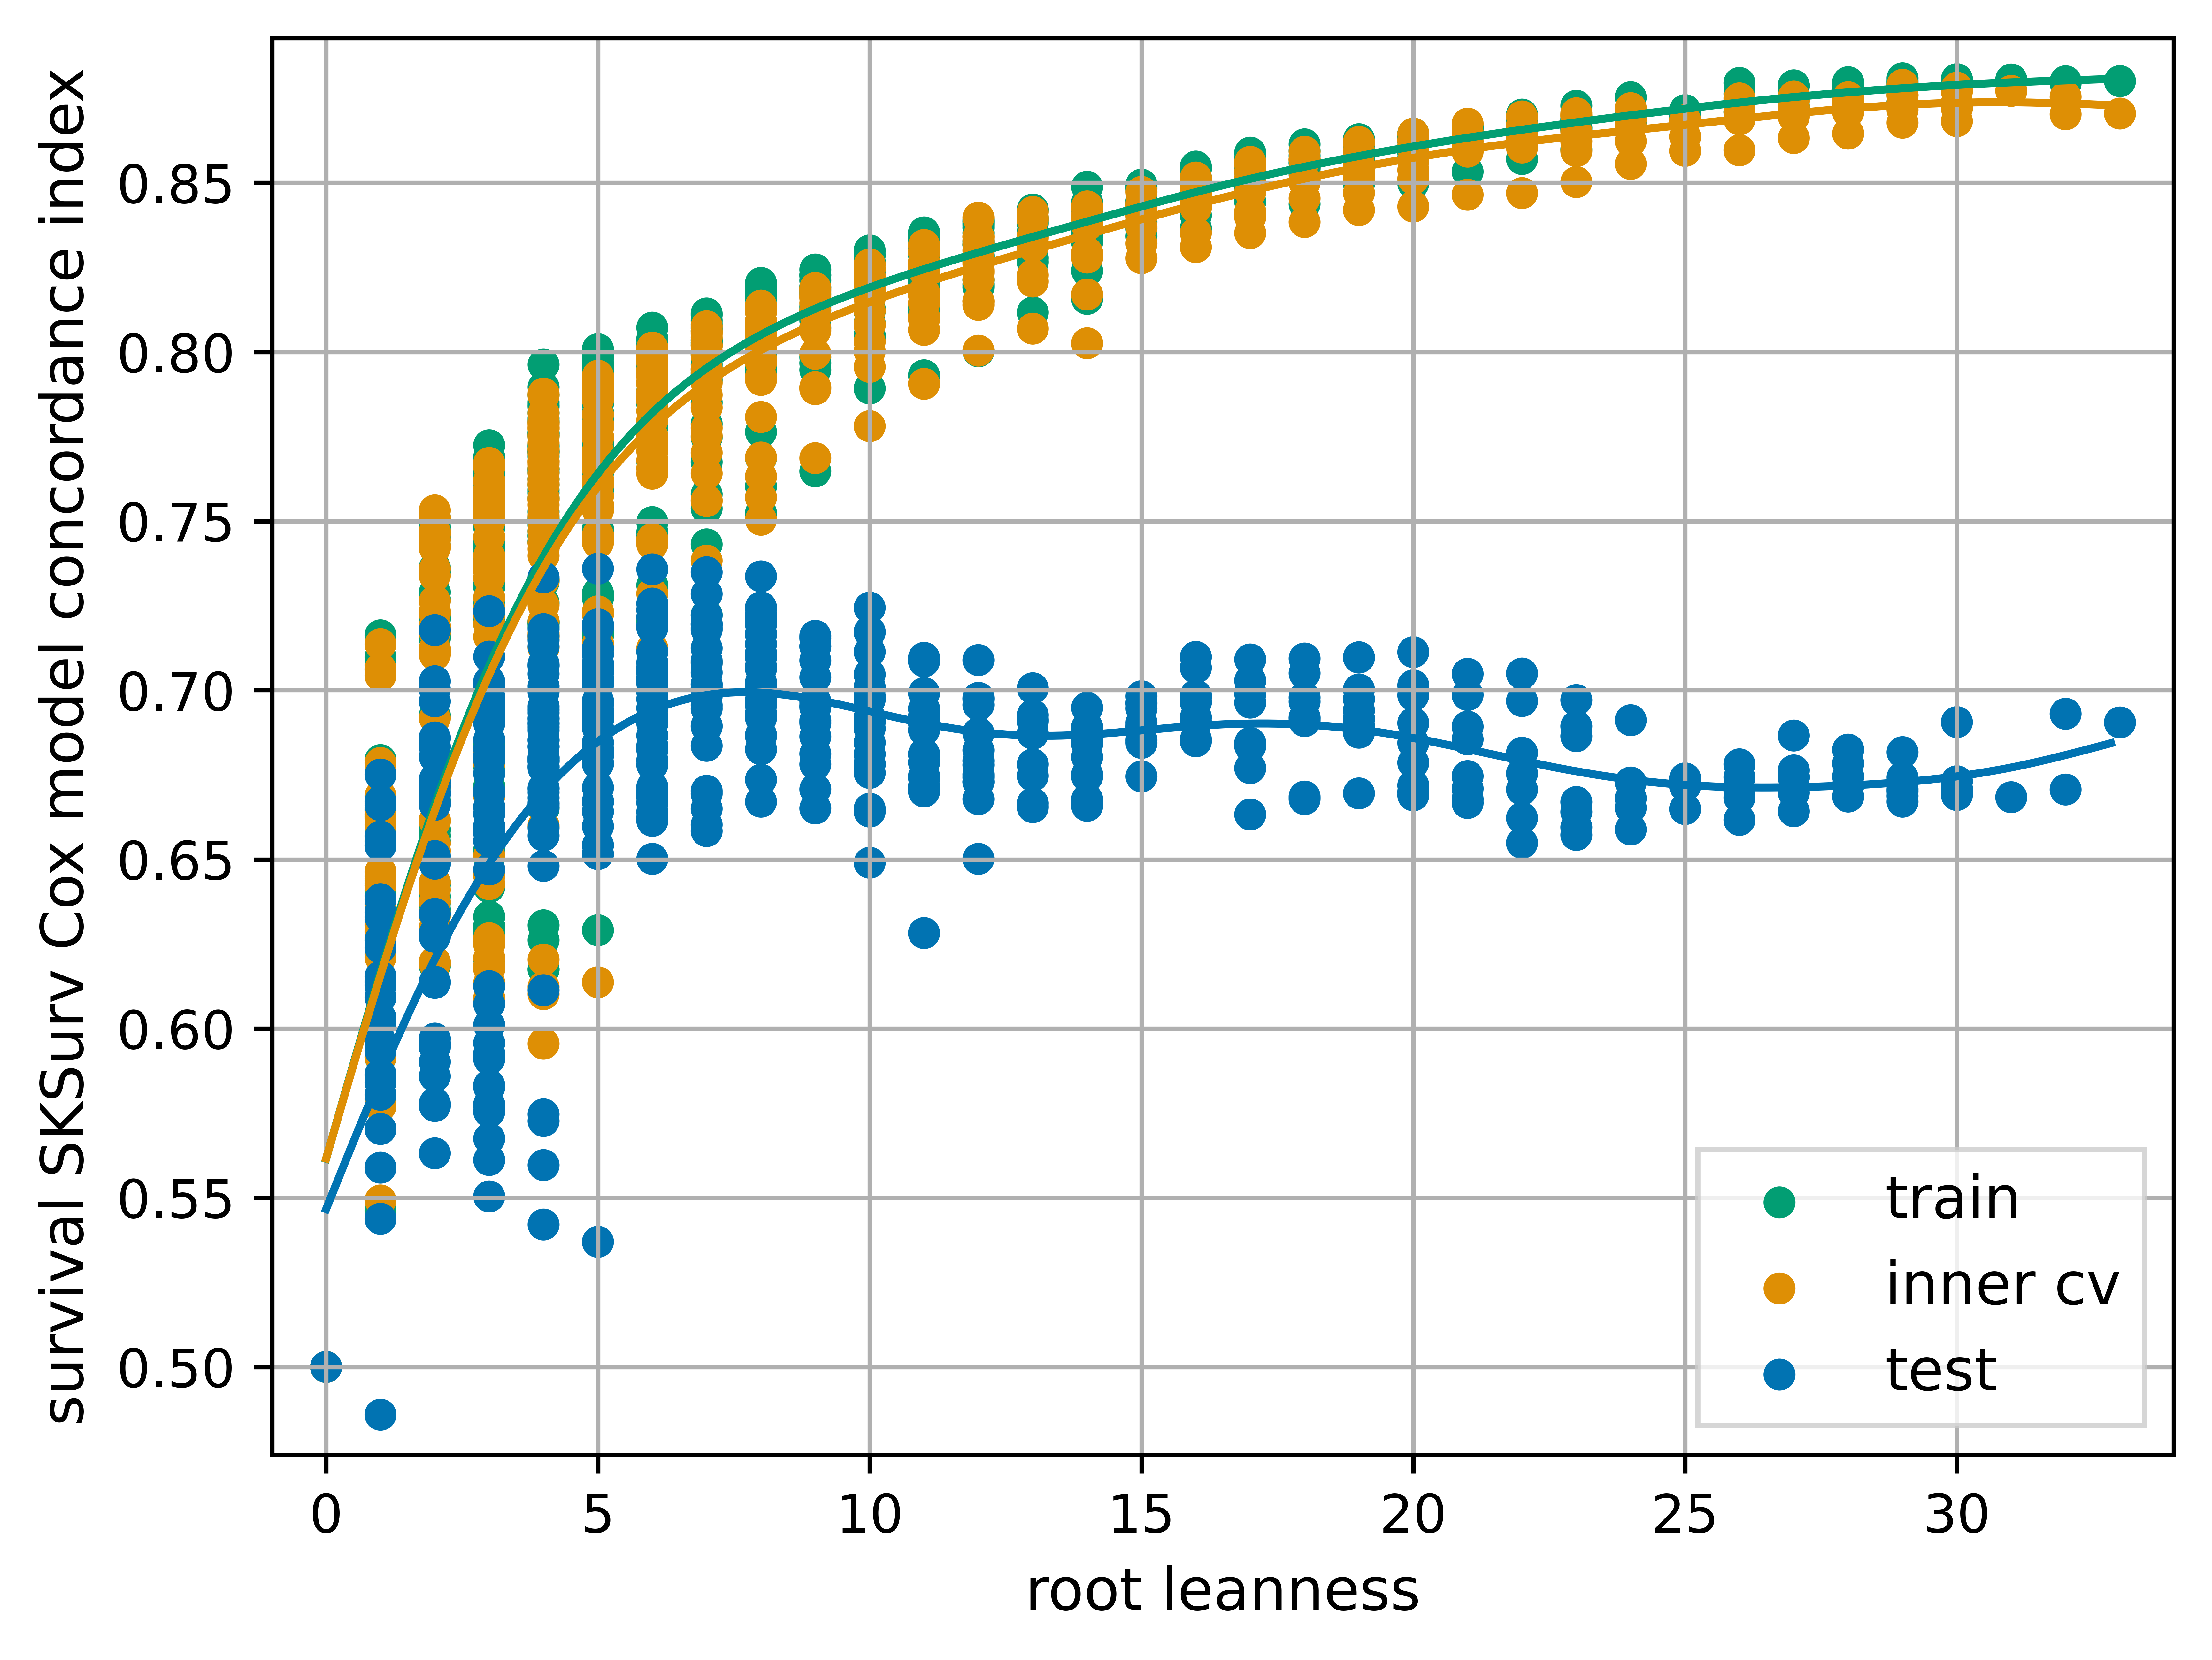 survival SKSurv Cox model concordance index
0.85
0.80
0.75
0.70
0.65
0.60
0.55
0.50
train
inner cv
test
0 5 10 15 20 25 30
root leanness